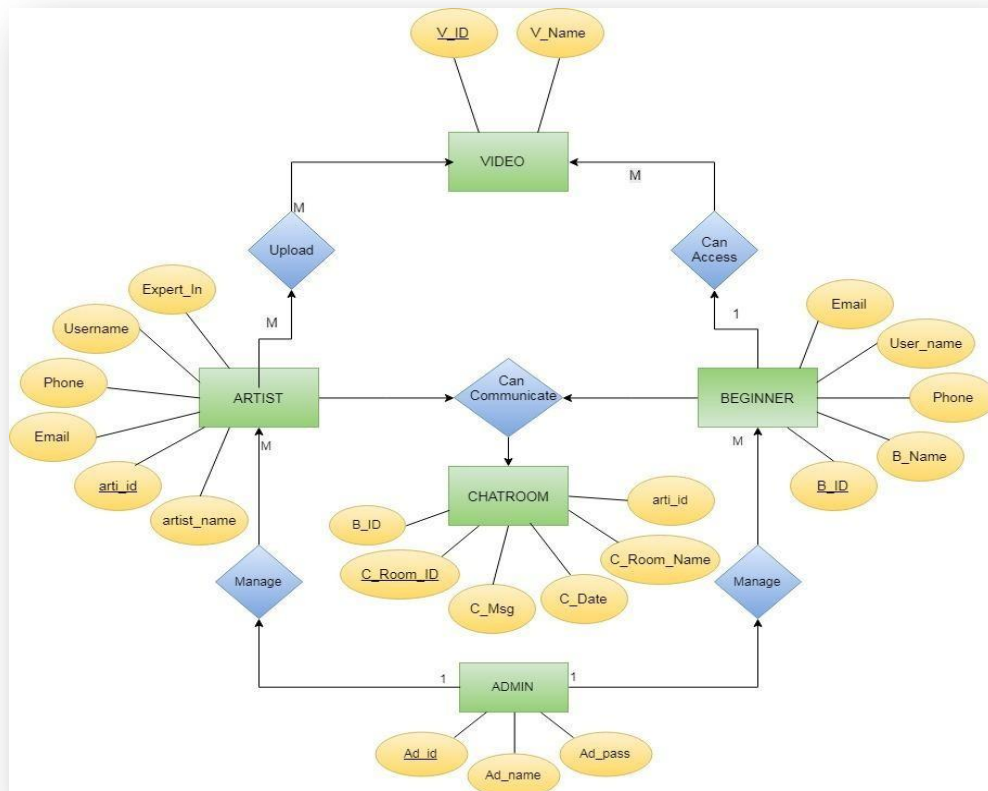 V_ID
V_Name
VIDEO
M
M
M
Upload
Can
Access
Expert_In
Email
M
1
Username
User_name
Can
Communicate
Phone
ARTIST
BEGINNER
Phone
Email
M
M
B_Name
arti_id
B_ID
CHATROOM
arti_id
artist_name
B_ID
C_Room_Name
C_Room_ID
C_Date
C_Msg
Manage
Manage
1
1
ADMIN
Ad_id
Ad_name
Ad_pass